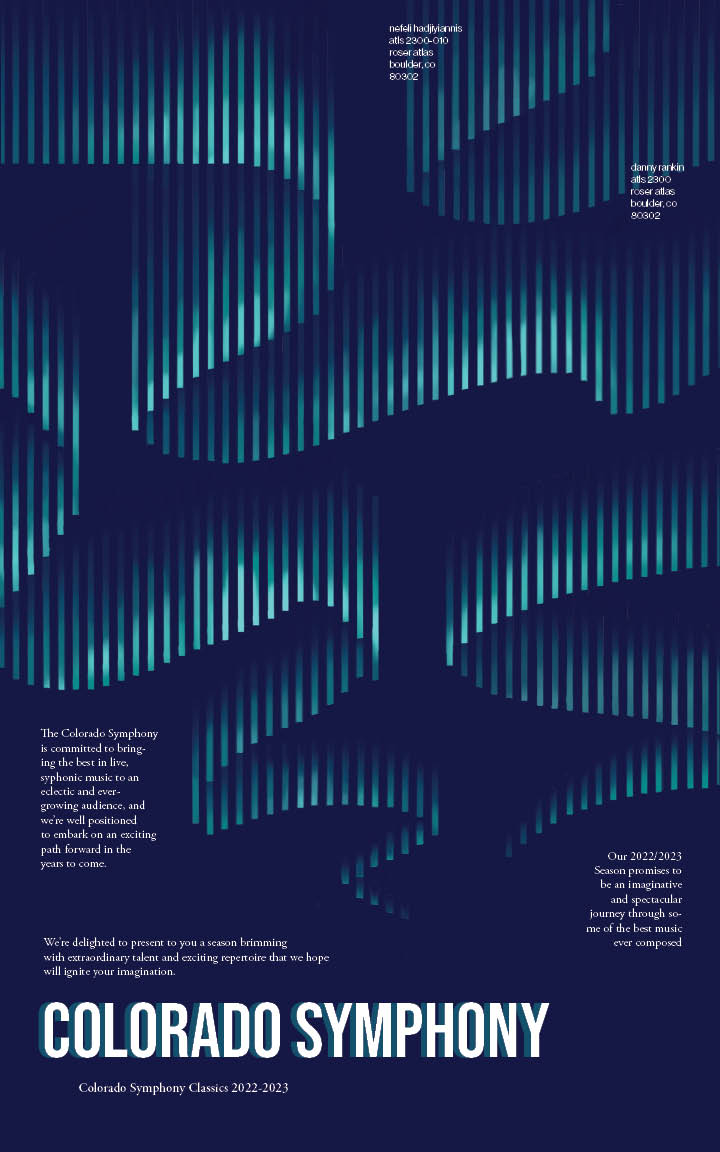 nefeli hadjiyiannis
atls 2300-010
roser atlas
boulder, co
80302
danny rankin
atls 2300
roser atlas
boulder, co
80302
The Colorado Symphony
is committed to bring-
ing the best in live,
syphonic music to an
eclectic and ever-
growing audience, and
we're well positioned
to embark on an exciting
path forward in the
years to come.
Our 2022/2023
Season promises to
be an imaginative
and spectacular
journey through so-
me of the best music
ever composed
We're delighted to present to you a season brimming
with extraordinary talent and exciting repertoire that we hope
will ignite your imagination.
COLORADO SYMPHONY
Colorado Symphony Classics 2022-2023